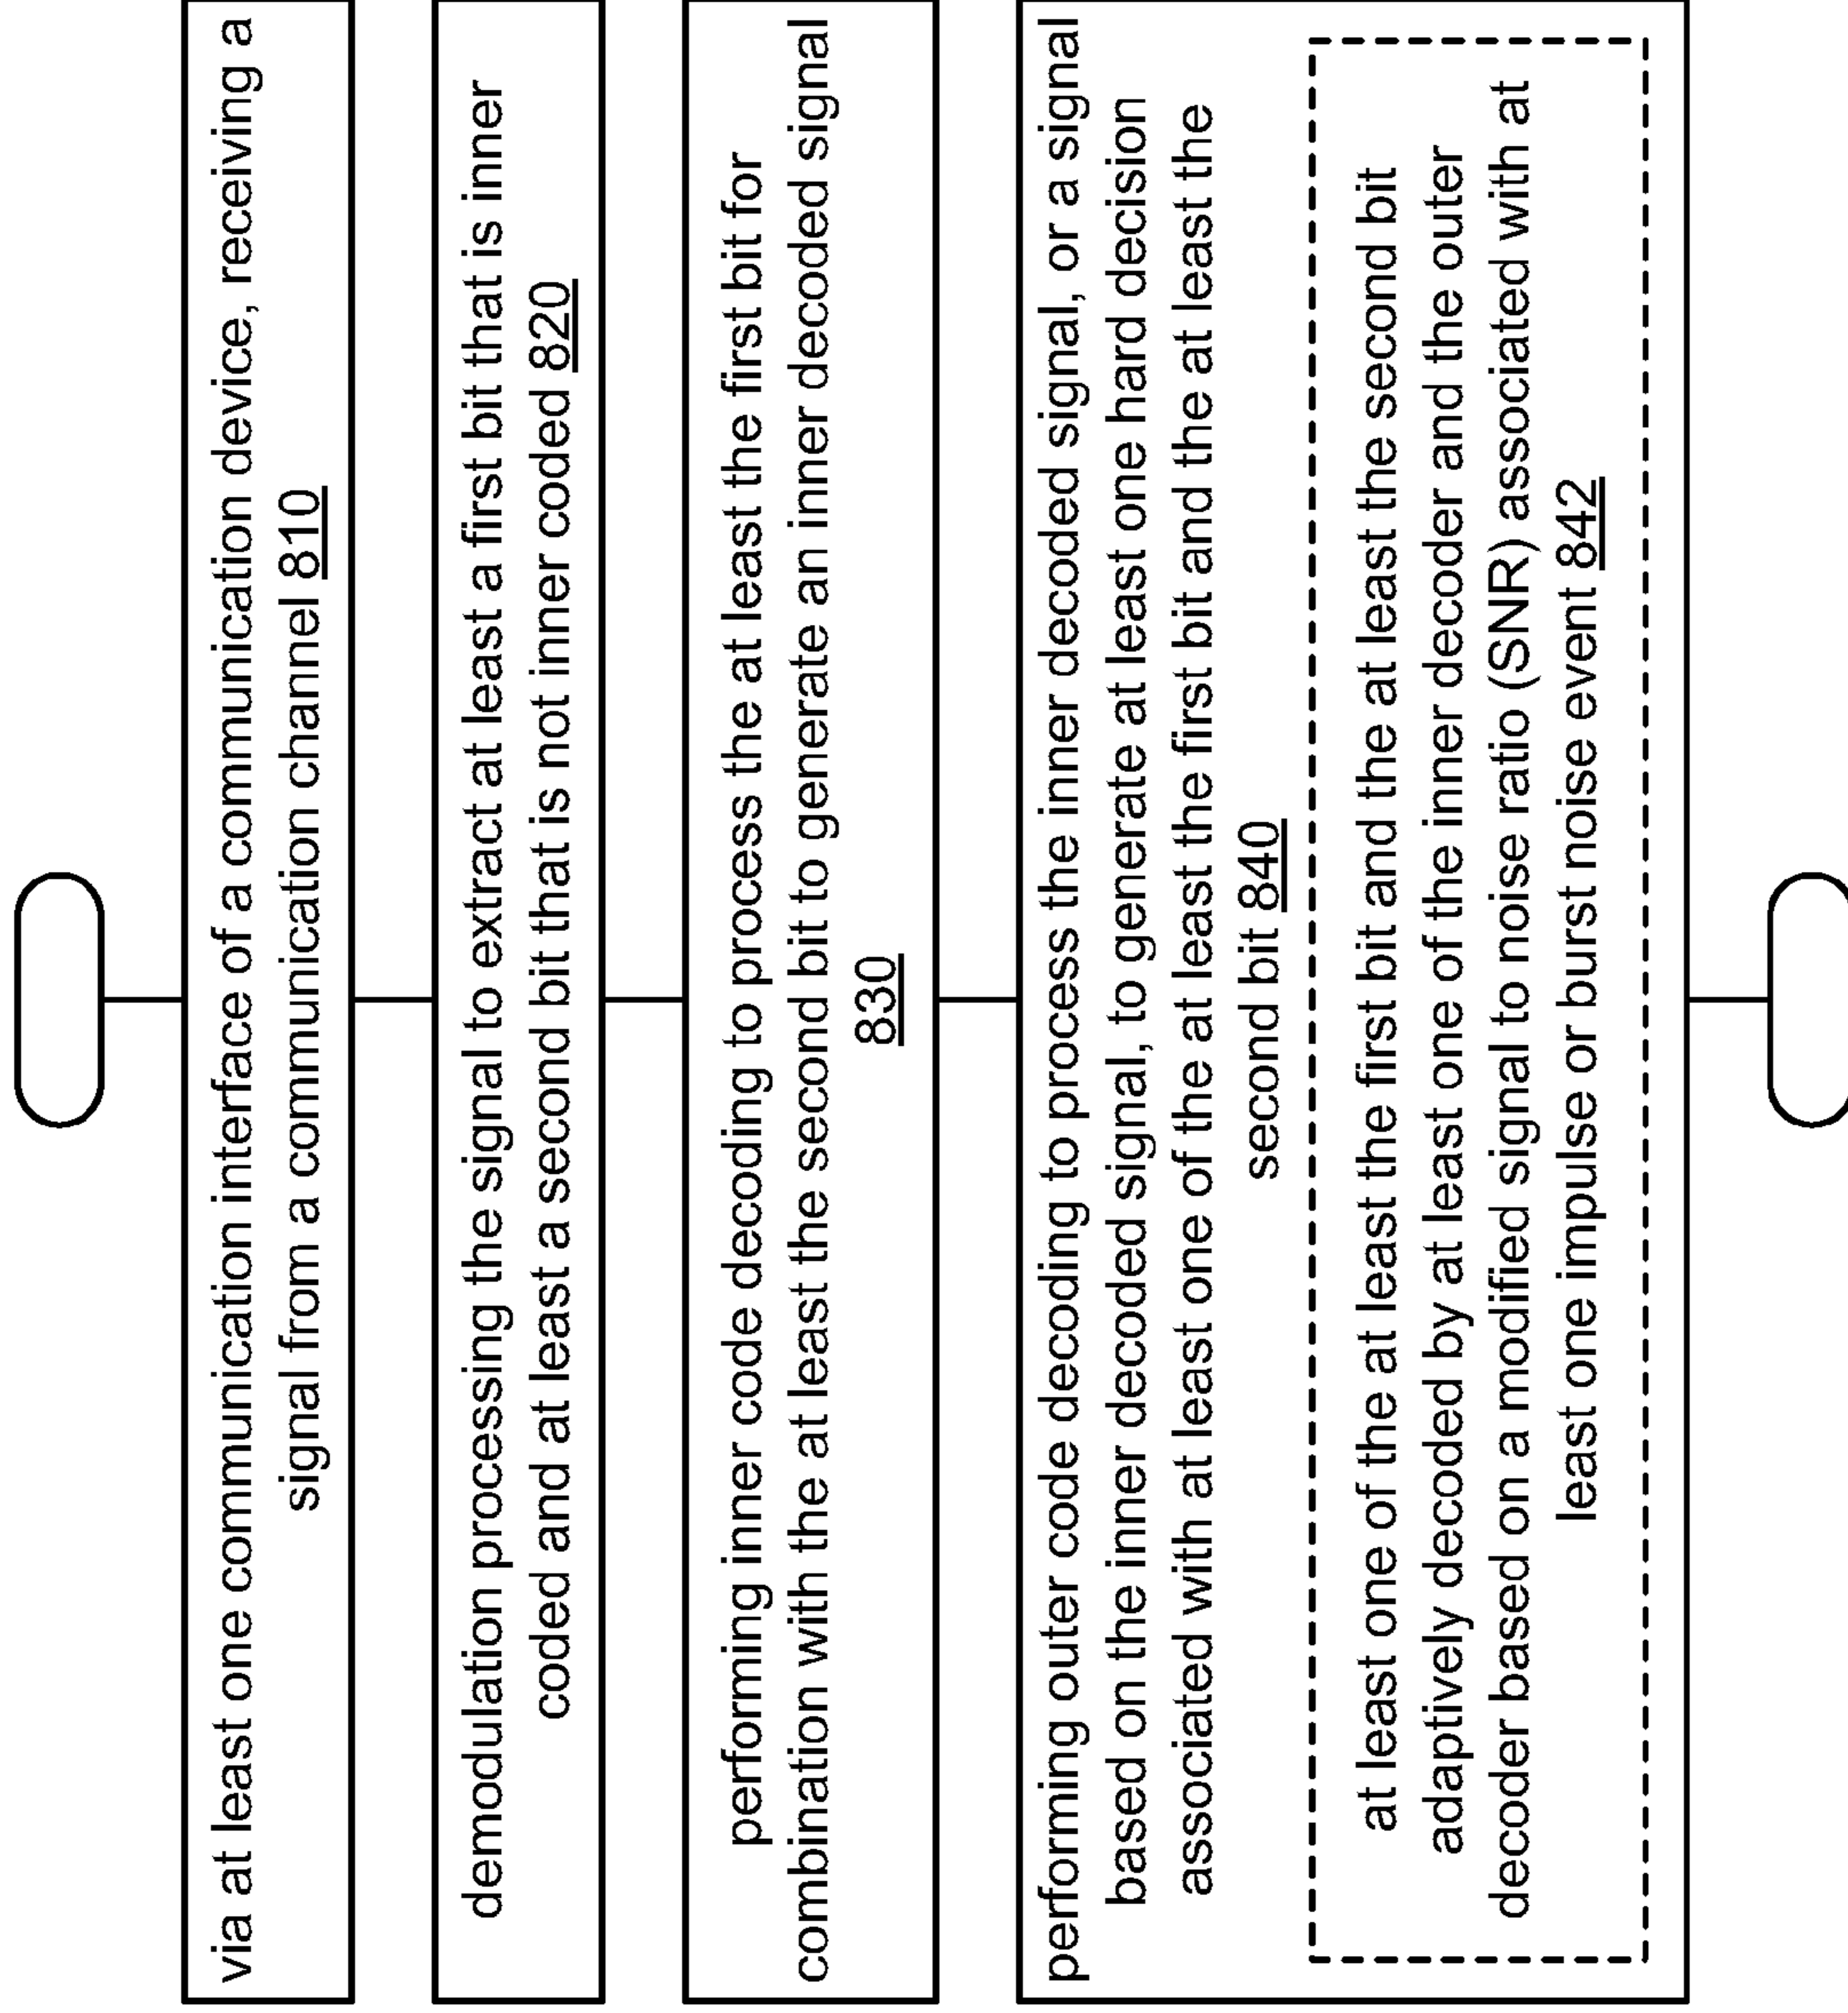 via at least one communication interface of a communication device, receiving a
signal from a communication channel 810
demodulation processing the signal to extract at least a first bit that is inner
coded and at least a second bit that is not inner coded 820
performing inner code decoding to process the at least the first bit for
combination with the at least the second bit to generate an inner decoded signal
830
performing outer code decoding to process the inner decoded signal, or a signal
based on the inner decoded signal, to generate at least one hard decision
associated with at least one of the at least the first bit and the at least the
second bit 840
at least one of the at least the first bit and the at least the second bit
adaptively decoded by at least one of the inner decoder and the outer
decoder based on a modified signal to noise ratio (SNR) associated with at
least one impulse or burst noise event 842